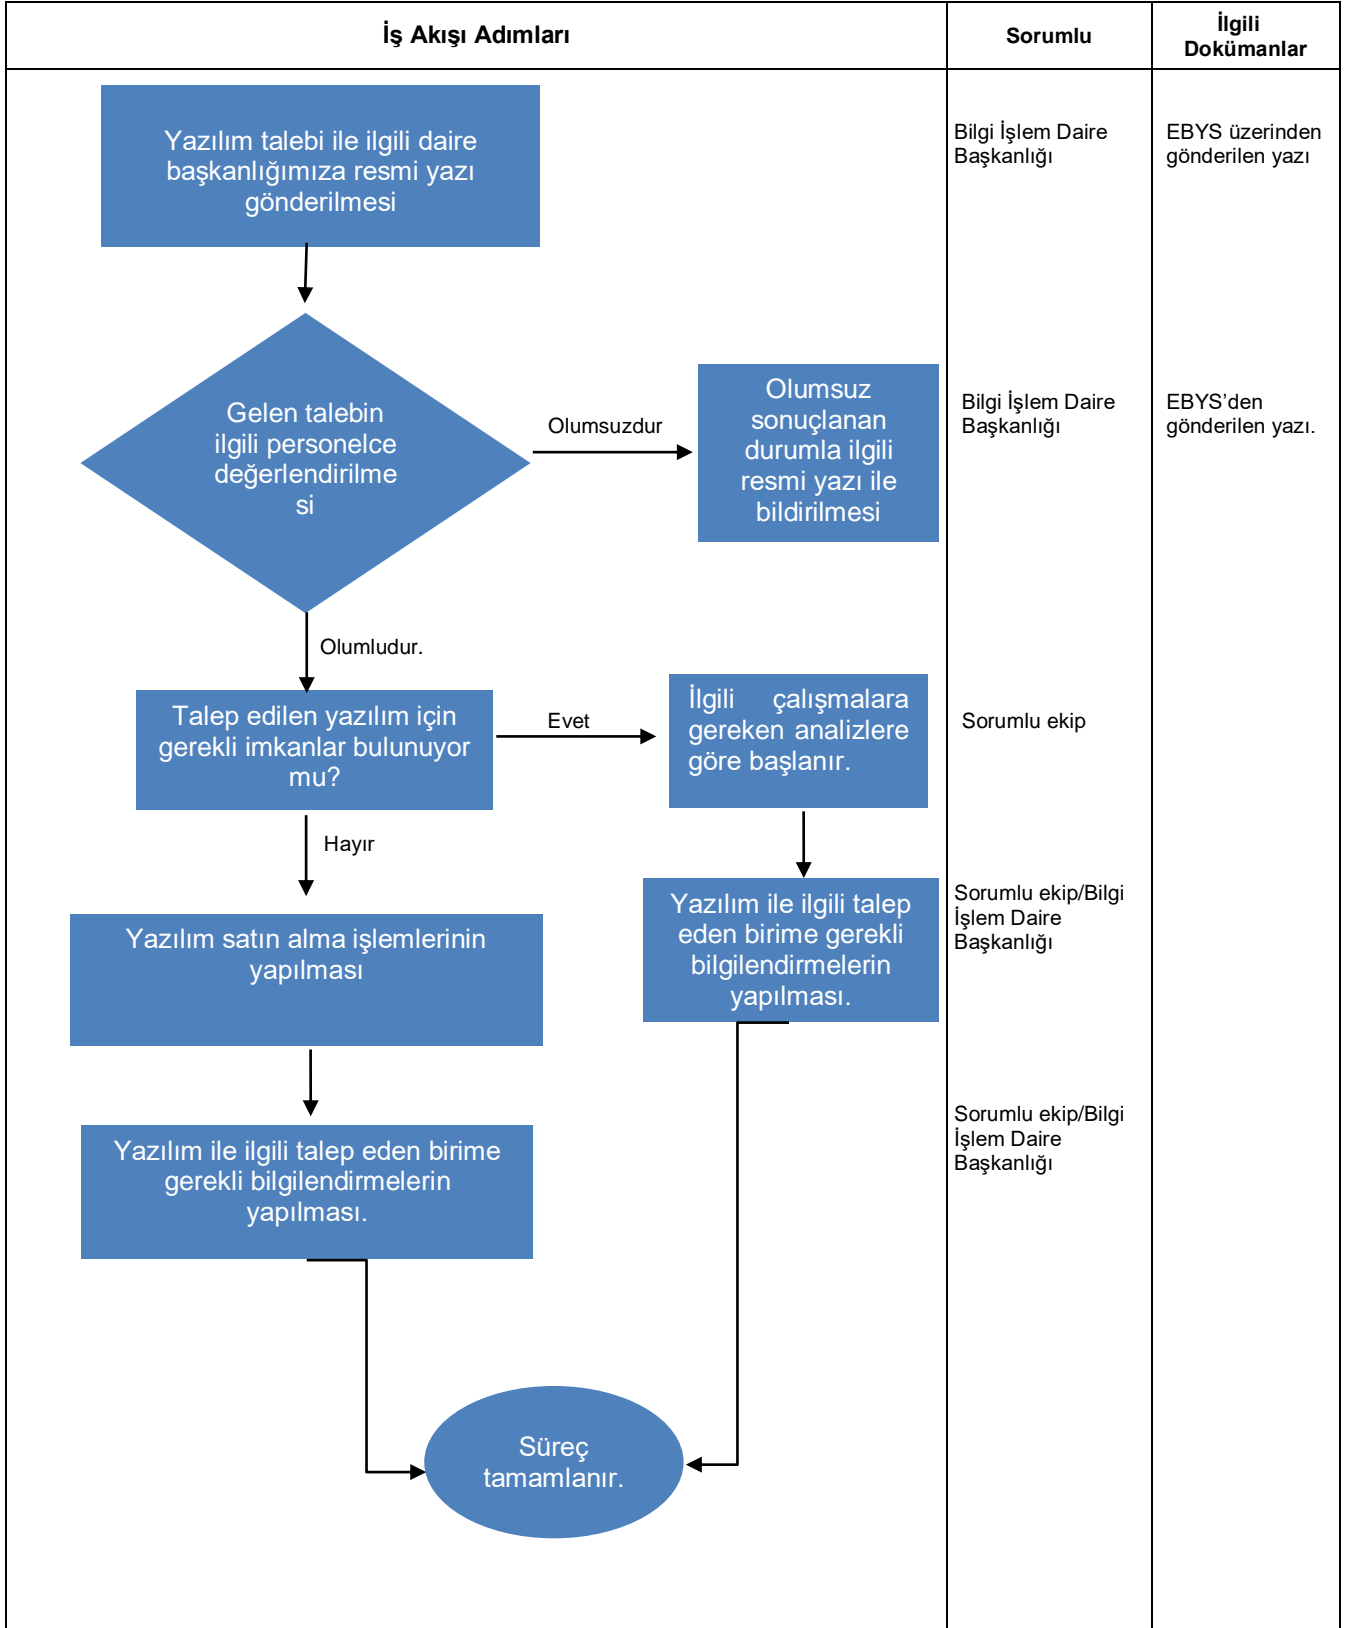 İş Akışı Adımları
Sorumlu
İlgili
Dokümanlar
Yazılım talebi ile ilgili daire
başkanlığımıza resmi yazı
gönderilmesi
Bilgi İşlem Daire
Başkanlığı
EBYS üzerinden
gönderilen yazı
Gelen talebin
ilgili personelce
değerlendirilme
si
Olumsuzdur
Olumsuz
sonuçlanan
durumla ilgili
resmi yazı ile
bildirilmesi
Bilgi İşlem Daire
Başkanlığı
EBYS’den
gönderilen yazı.
Olumludur.
Talep edilen yazılım için
gerekli imkanlar bulunuyor
mu?
Evet
İlgili çalışmalara
gereken analizlere
göre başlanır.
Sorumlu ekip
Hayır
Yazılım satın alma işlemlerinin
yapılması
Yazılım ile ilgili talep
eden birime gerekli
bilgilendirmelerin
yapılması.
Sorumlu ekip/Bilgi
İşlem Daire
Başkanlığı
Yazılım ile ilgili talep eden birime
gerekli bilgilendirmelerin
yapılması.
Sorumlu ekip/Bilgi
İşlem Daire
Başkanlığı
Süreç
tamamlanır.